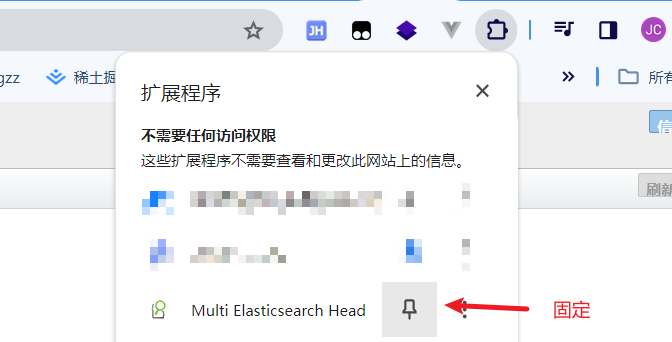 JH
JC
gzz
稀土掘
»
所有
扩展程序
不需要任何访问权限
这些扩展程序不需要查看和更改此网站上的信息。
信
刷新
Multi Elasticsearch Head
固定